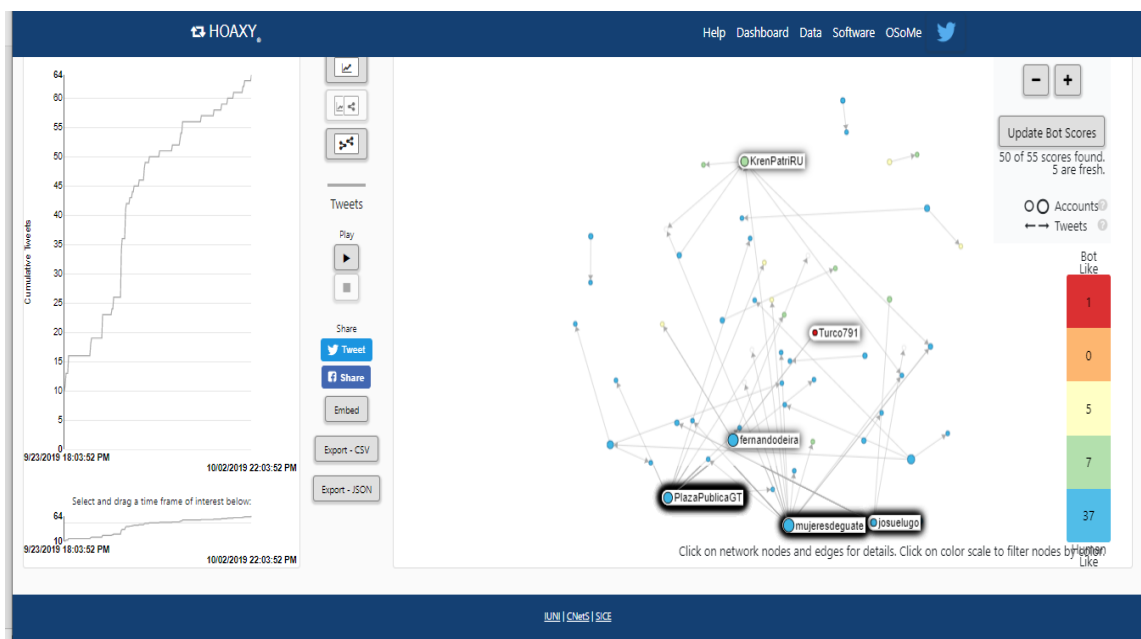 HOAXY®
Help Dashboard Data Software OSoMe
64
60
55
50
45
40
35
30
25
20
15
10
5
0
Cumulative Tweets
9/23/2019 18:03:52 PM
10/02/2019 22:03:52 PM
Select and drag a time frame of interest below:
64
10
9/23/2019 18:03:52 PM
10/02/2019 22:03:52 PM
Tweets
Play
Share
Tweet
Share
Embed
Export - CSV
Export - JSON
KrenPatriRU
Turco791
fernandodeira
PlazaPublicaGT
mujeresdeguate
josuelugo
Click on network nodes and edges for details. Click on color scale to filter nodes by color.
- +
Update Bot Scores
50 of 55 scores found.
5 are fresh.
Accounts ?
Tweets ?
Bot
Like
1
0
5
7
37
Human
Like
IUNI | CNetS | SICE